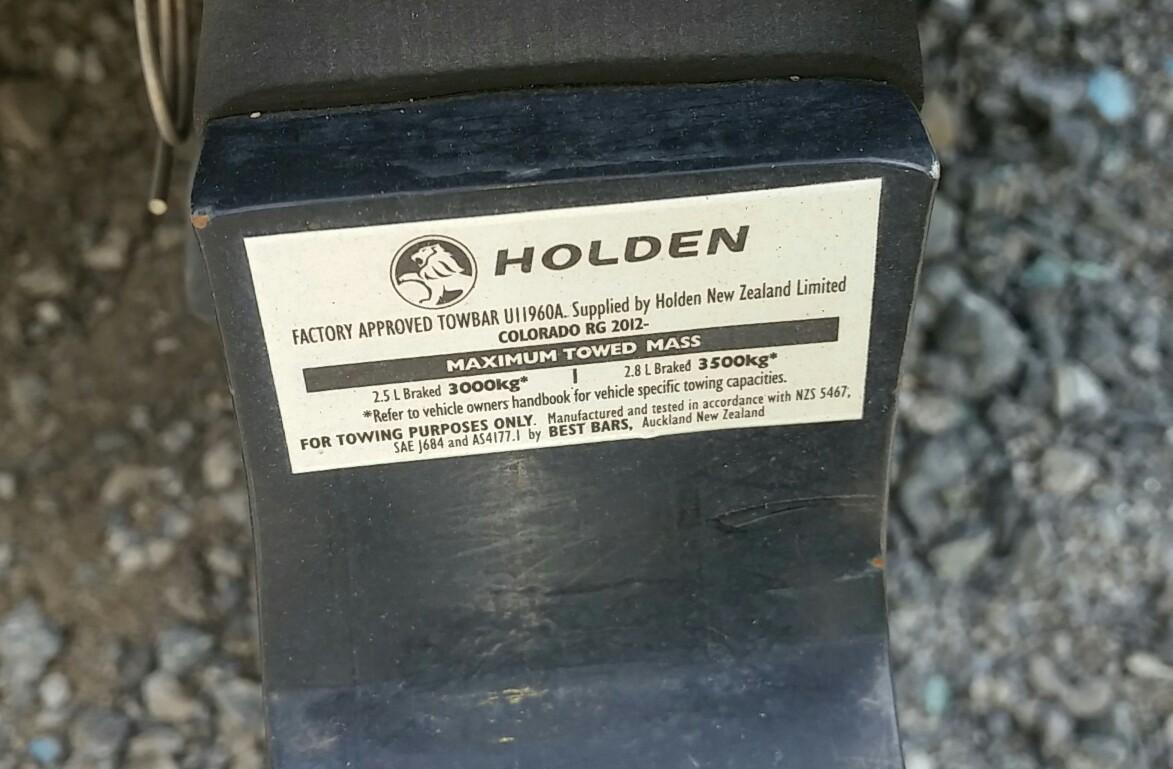 HOLDEN
FACTORY APPROVED TOWBAR U11960A. Supplied by Holden New Zealand Limited
COLORADO RG 2012-
MAXIMUM TOWED MASS
2.5 L Braked 3000kg* | 2.8 L Braked 3500kg*
*Refer to vehicle owners handbook for vehicle specific towing capacities.
FOR TOWING PURPOSES ONLY. Manufactured and tested in accordance with NZS 5467,
SAE J684 and AS4177.1 by BEST BARS, Auckland New Zealand